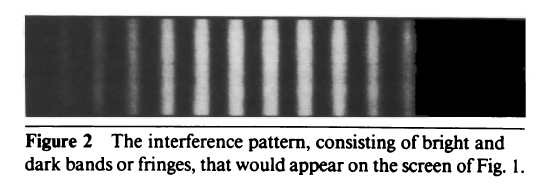 Figure 2 The interference pattern, consisting of bright and
dark bands or fringes, that would appear on the screen of Fig. 1.